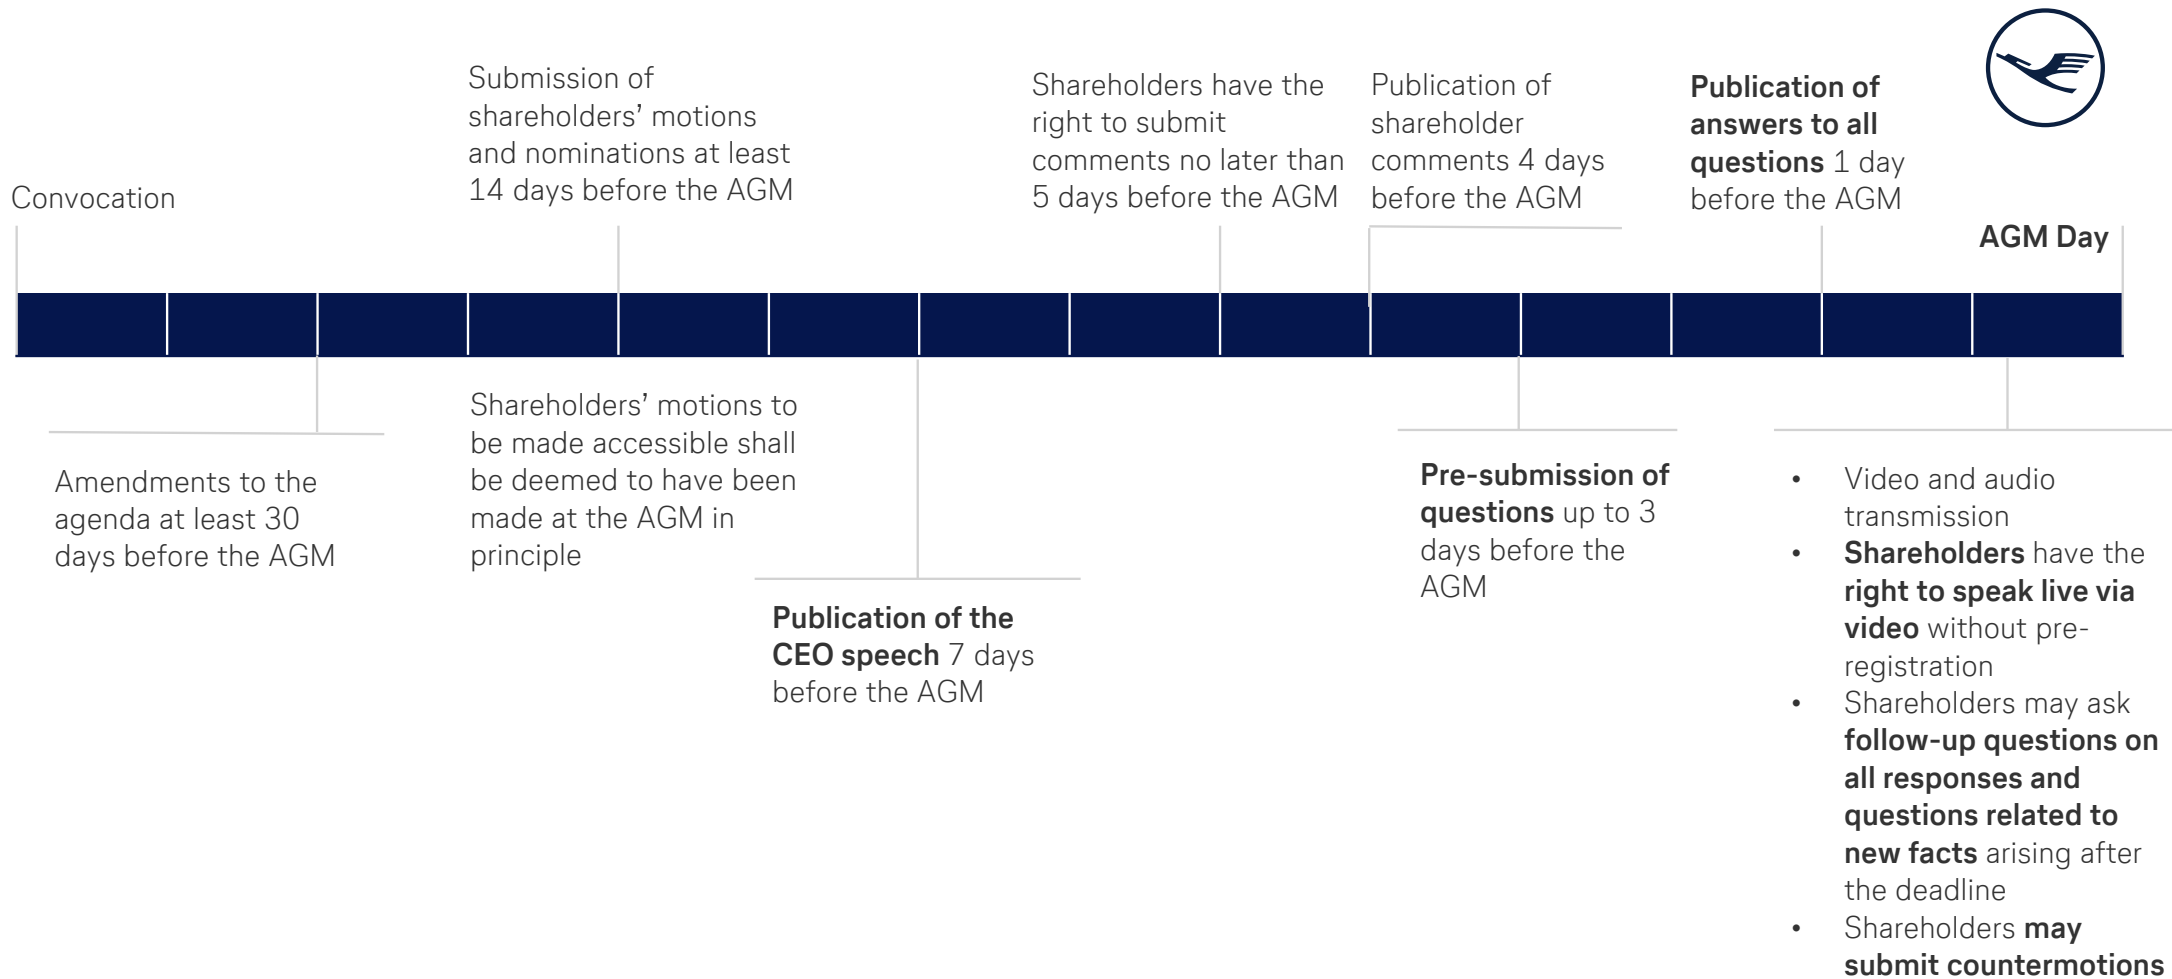 Convocation
Submission of
shareholders’ motions
and nominations at least
14 days before the AGM
Shareholders have the
right to submit
comments no later than
5 days before the AGM
Publication of
shareholder
comments 4 days
before the AGM
Publication of
answers to all
questions 1 day
before the AGM
AGM Day
Amendments to the
agenda at least 30
days before the AGM
Shareholders’ motions to
be made accessible shall
be deemed to have been
made at the AGM in
principle
Publication of the
CEO speech 7 days
before the AGM
Pre-submission of
questions up to 3
days before the
AGM
• Video and audio
transmission
• Shareholders have the
right to speak live via
video without pre-
registration
• Shareholders may ask
follow-up questions on
all responses and
questions related to
new facts arising after
the deadline
• Shareholders may
submit countermotions